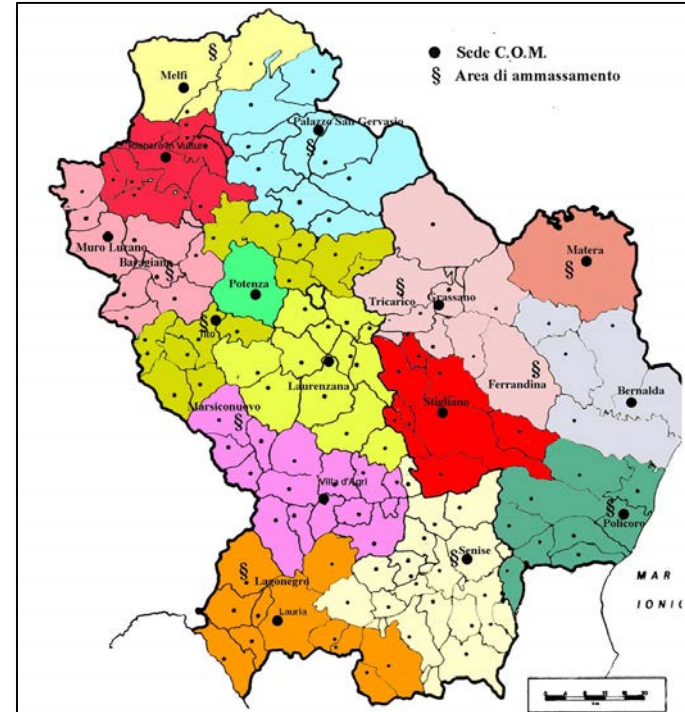 Sede C.O.M.
§ Area di ammassamento
§
Melfi
Palazzo San Gervasio
§
Rionero in Vulture
Muro Lucano
Baragiano
§
Matera
§
Potenza
§
Tricarico
Grassano
§
Tito
Laurenzana
Ferrandina
§
Bernalda
Marsiconuovo
§
Stigliano
Villa d'Agri
§
Policoro
§
Lagonegro
Senise
§
Lauria
MAR
IONIC